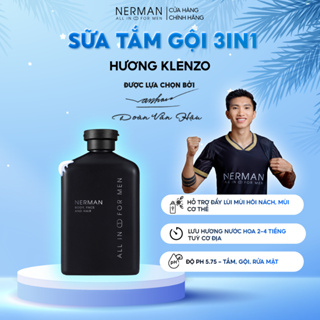 NERMAN
ALL IN FOR MEN
CỬA HÀNG
CHÍNH HÃNG
SỮA TẮM GỘI 3IN1
HƯƠNG KLENZO
ĐƯỢC LỰA CHỌN BỞI
Đoàn Văn Hậu
NERMAN
NERMAN
ALL IN FOR MEN
HỖ TRỢ ĐẨY LÙI MÙI HÔI NÁCH, MÙI
CƠ THỂ
LƯU HƯƠNG NƯỚC HOA 2-4 TIẾNG
TUỲ CƠ ĐỊA
pH
ĐỘ PH 5.75 - TẮM, GỘI, RỬA MẶT